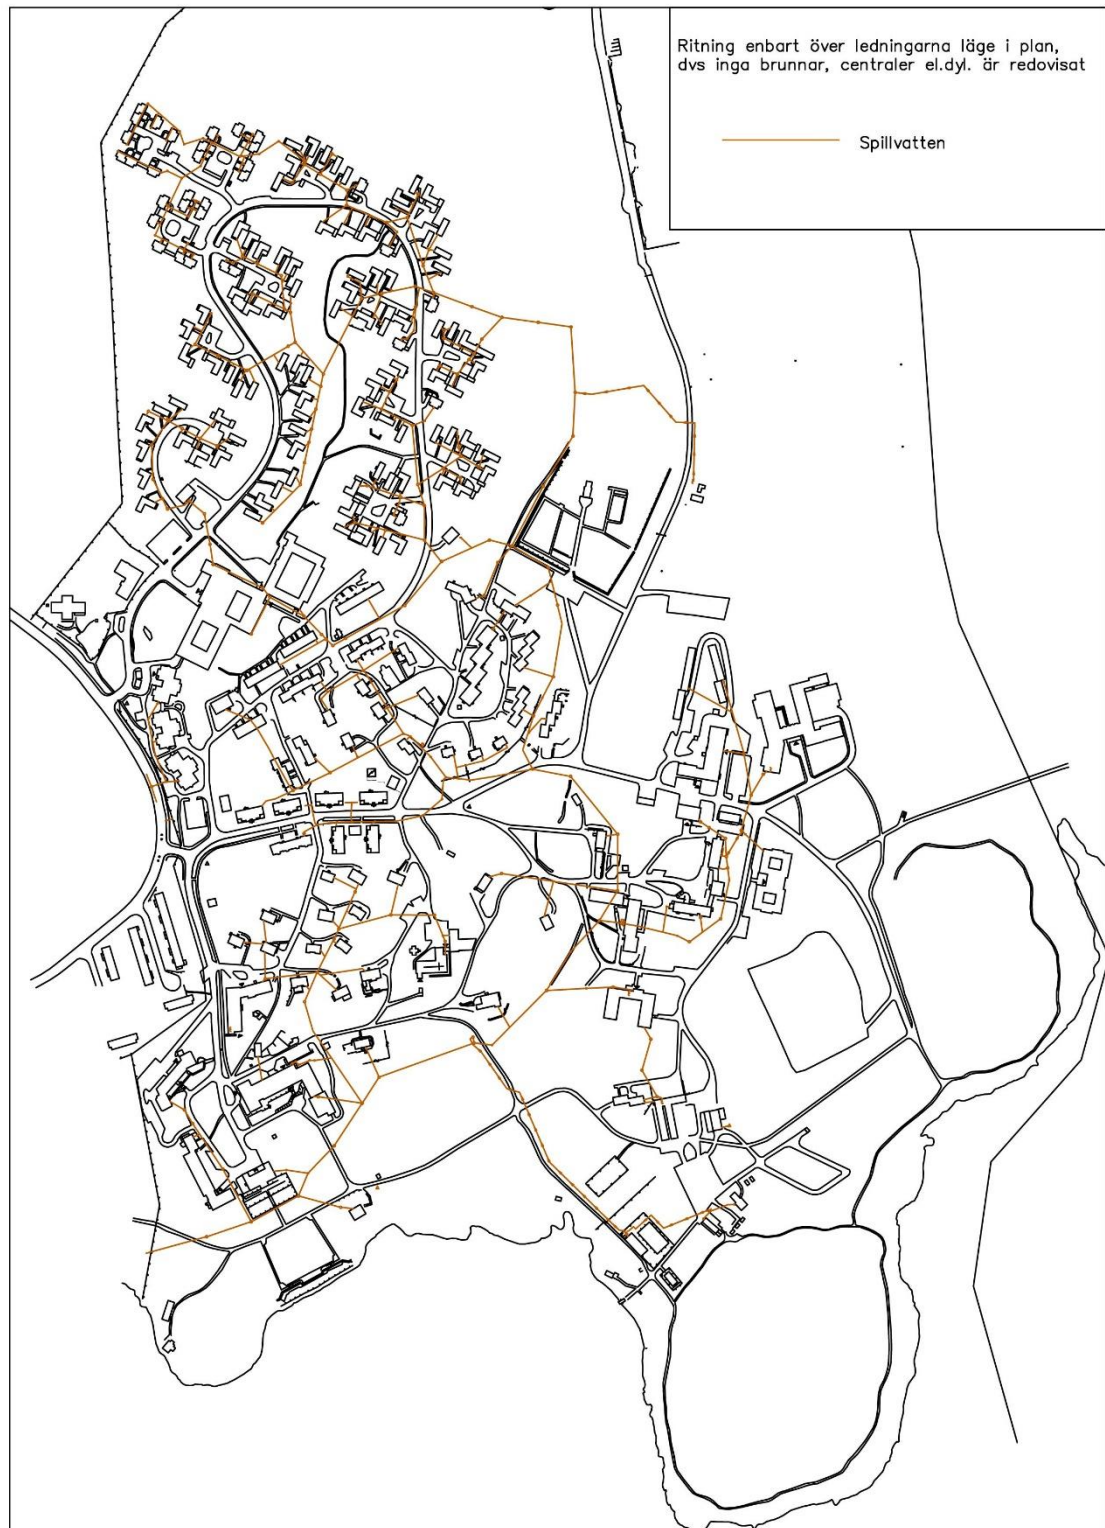 Ritning enbart över ledningarna läge i plan,
dvs inga brunnar, centraler el.dyl. är redovisat
Spillvatten